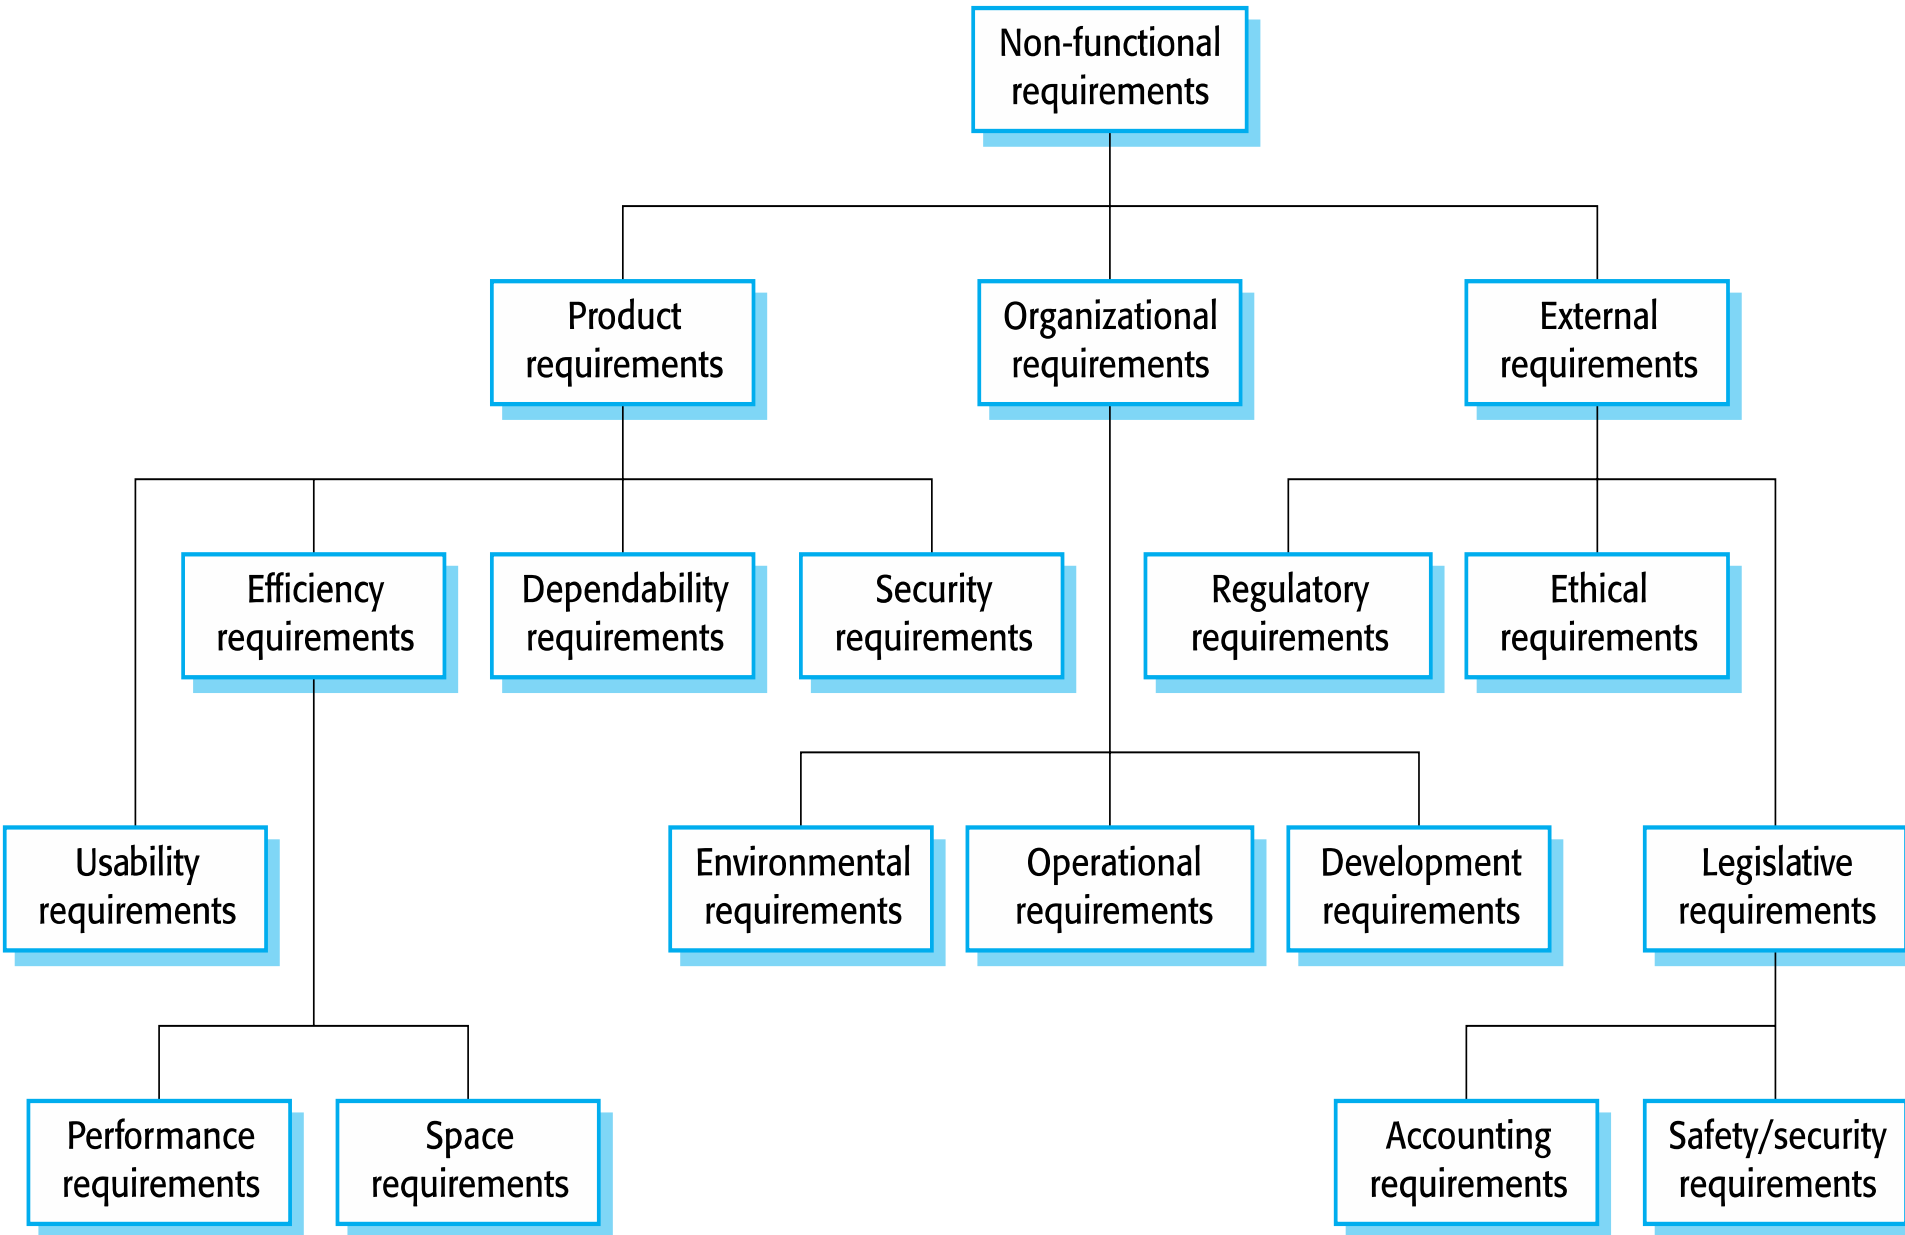 Non-functional
requirements
Product
requirements
Organizational
requirements
External
requirements
Efficiency
requirements
Dependability
requirements
Security
requirements
Regulatory
requirements
Ethical
requirements
Usability
requirements
Environmental
requirements
Operational
requirements
Development
requirements
Legislative
requirements
Performance
requirements
Space
requirements
Accounting
requirements
Safety/security
requirements